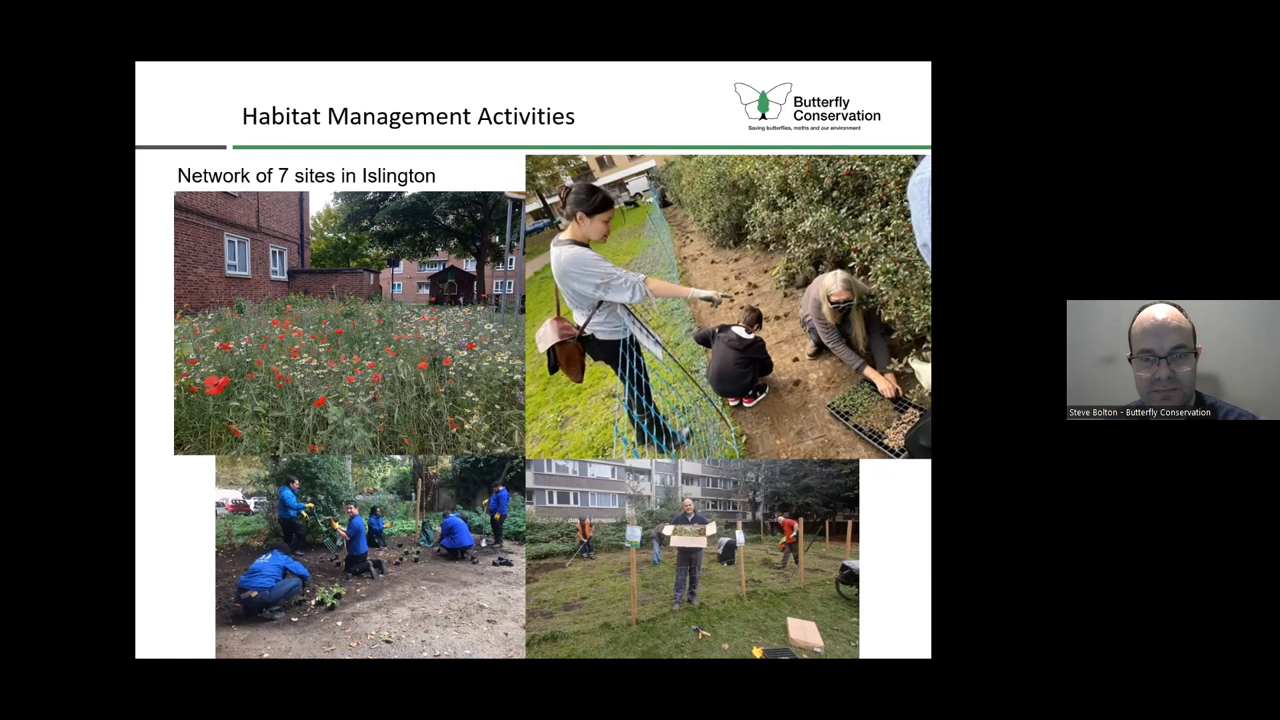 Habitat Management Activities
Butterfly
Conservation
Saving butterflies, moths and our environment
Network of 7 sites in Islington
Steve Bolton - Butterfly Conservation